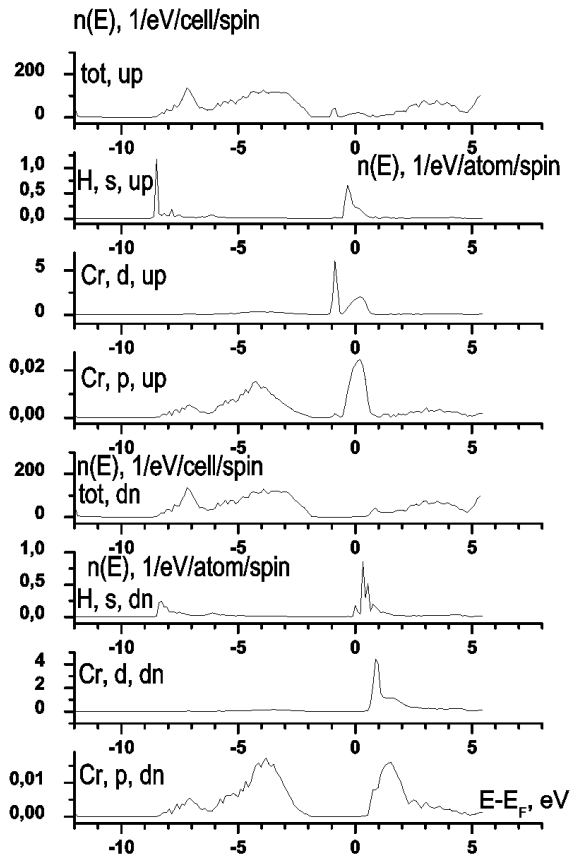 n(E), 1/eV/cell/spin
200
tot, up
0
-10 -5 0 5
1,0
n(E), 1/eV/atom/spin
0,5
H, s, up
0,0
-10 -5 0 5
5
Cr, d, up
0
-10 -5 0 5
0,02
Cr, p, up
0,00
-10 -5 0 5
n(E), 1/eV/cell/spin
200
tot, dn
0
-10 -5 0 5
1,0
n(E), 1/eV/atom/spin
0,5
H, s, dn
0,0
-10 -5 0 5
4
Cr, d, dn
2
0
-10 -5 0 5
Cr, p, dn
0,01
E-EF, eV
0,00
-10 -5 0 5